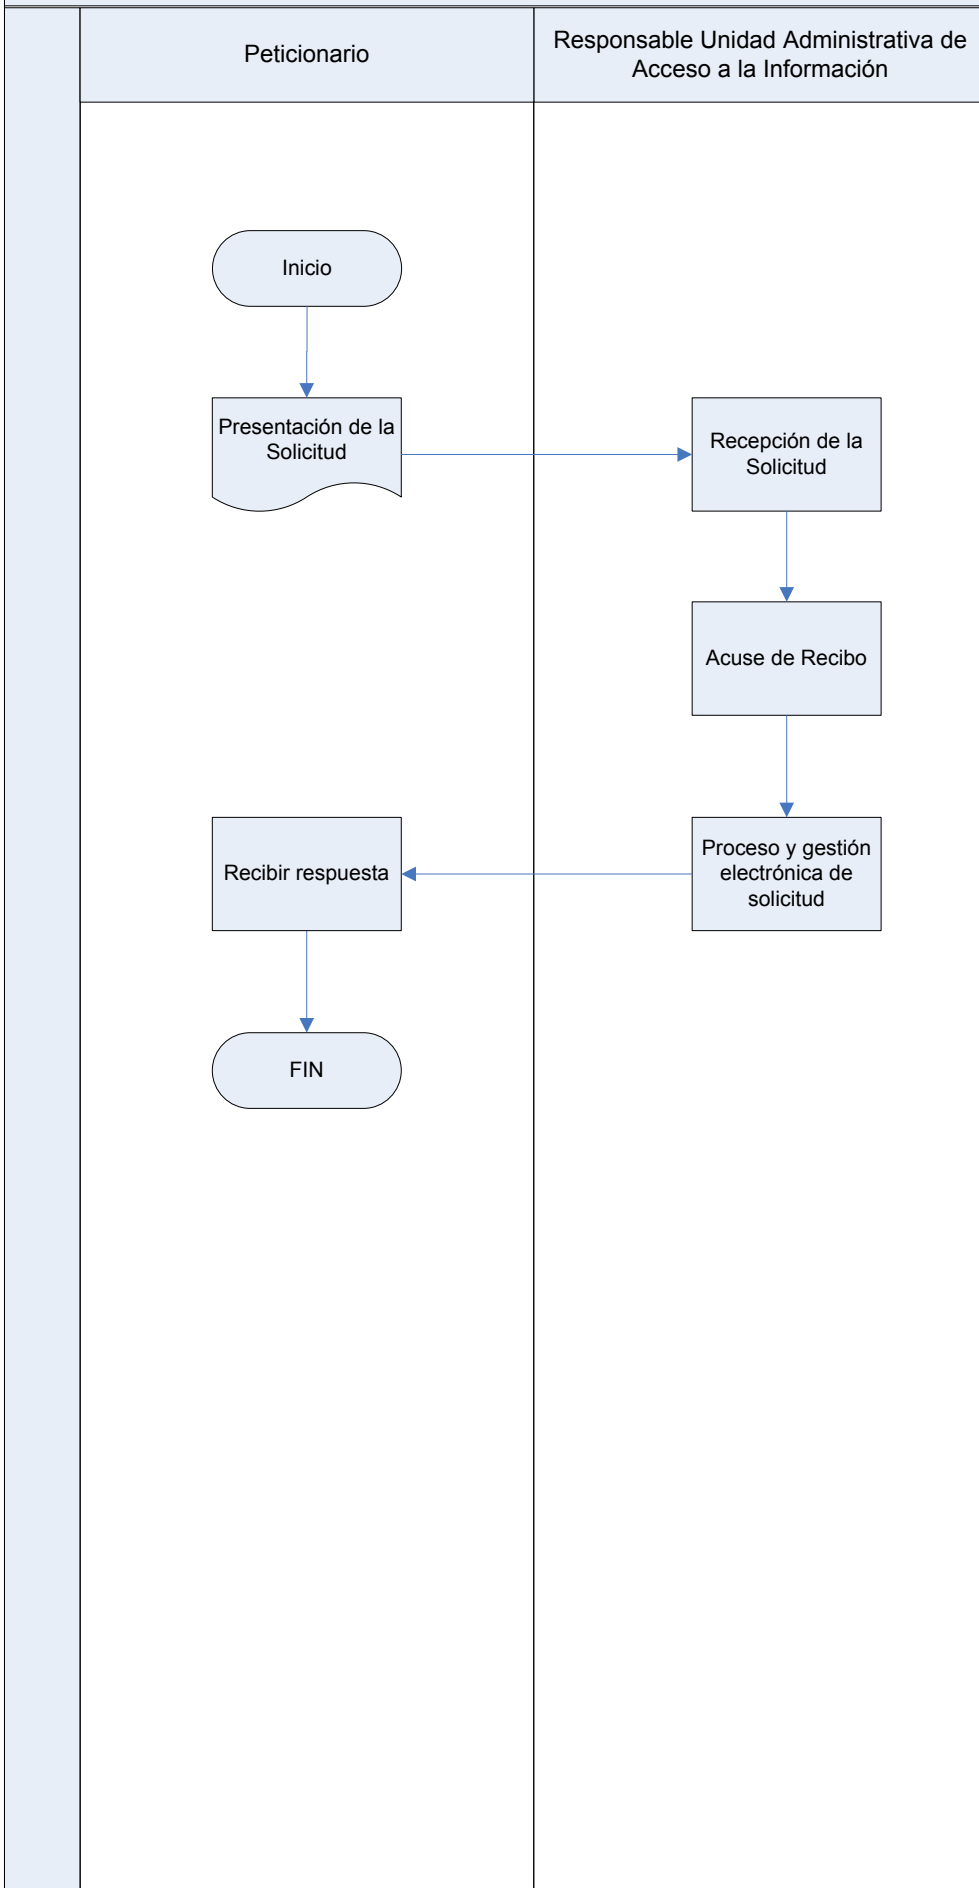 Peticionario
Responsable Unidad Administrativa de
Acceso a la Información
Inicio
Presentación de la
Solicitud
Recepción de la
Solicitud
Acuse de Recibo
Proceso y gestión
electrónica de
solicitud
Recibir respuesta
FIN